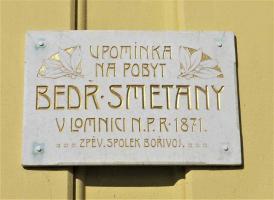 UPOMÍNKA
NA POBYT
BEDŘ·SMETANY
V LOMNICI N.P.R·1871.
ZPĚV. SPOLEK BOŘIVOJ.